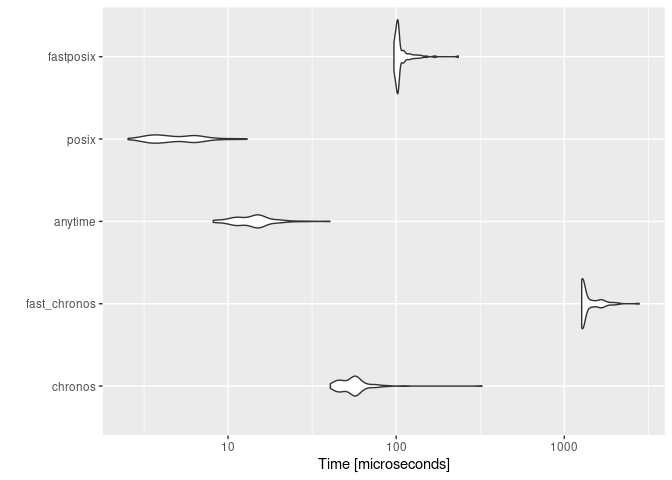 fastposix
posix
anytime
fast_chronos
chronos
10 100 1000
Time [microseconds]